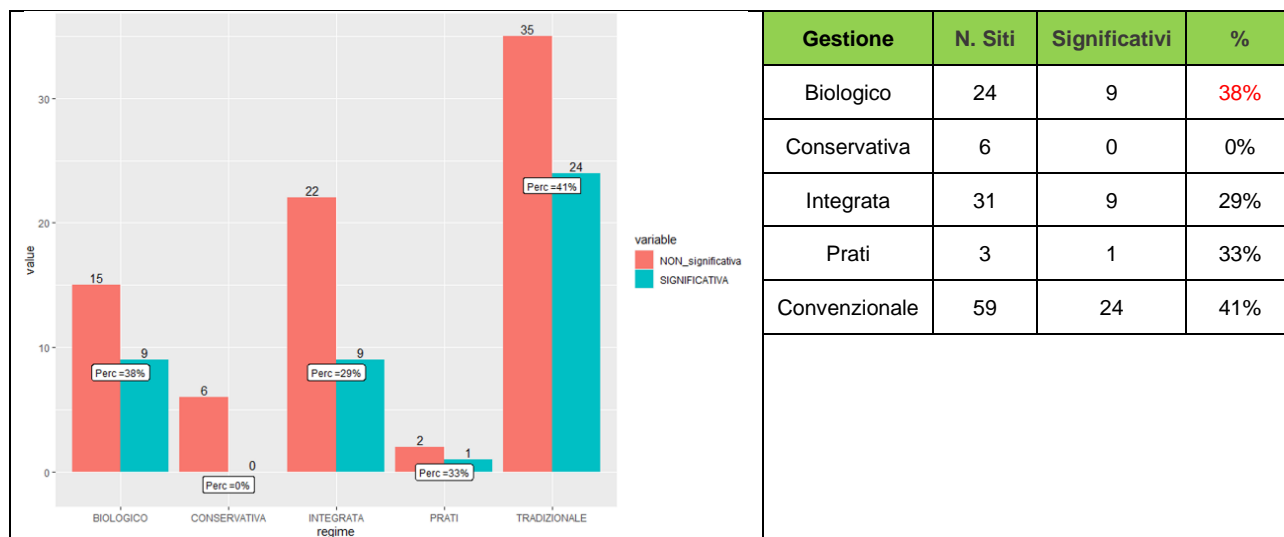 35
30
24
Perc =41%
22
20
value
variable
NON_significativa
SIGNIFICATIVA
15
10
9
9
Perc =38%
Perc =29%
6
2
1
0
0
Perc =33%
Perc =0%
BIOLOGICO CONSERVATIVA INTEGRATA PRATI TRADIZIONALE
regime
Gestione N. Siti Significativi %
Biologico 24 9 38%
Conservativa 6 0 0%
Integrata 31 9 29%
Prati 3 1 33%
Convenzionale 59 24 41%